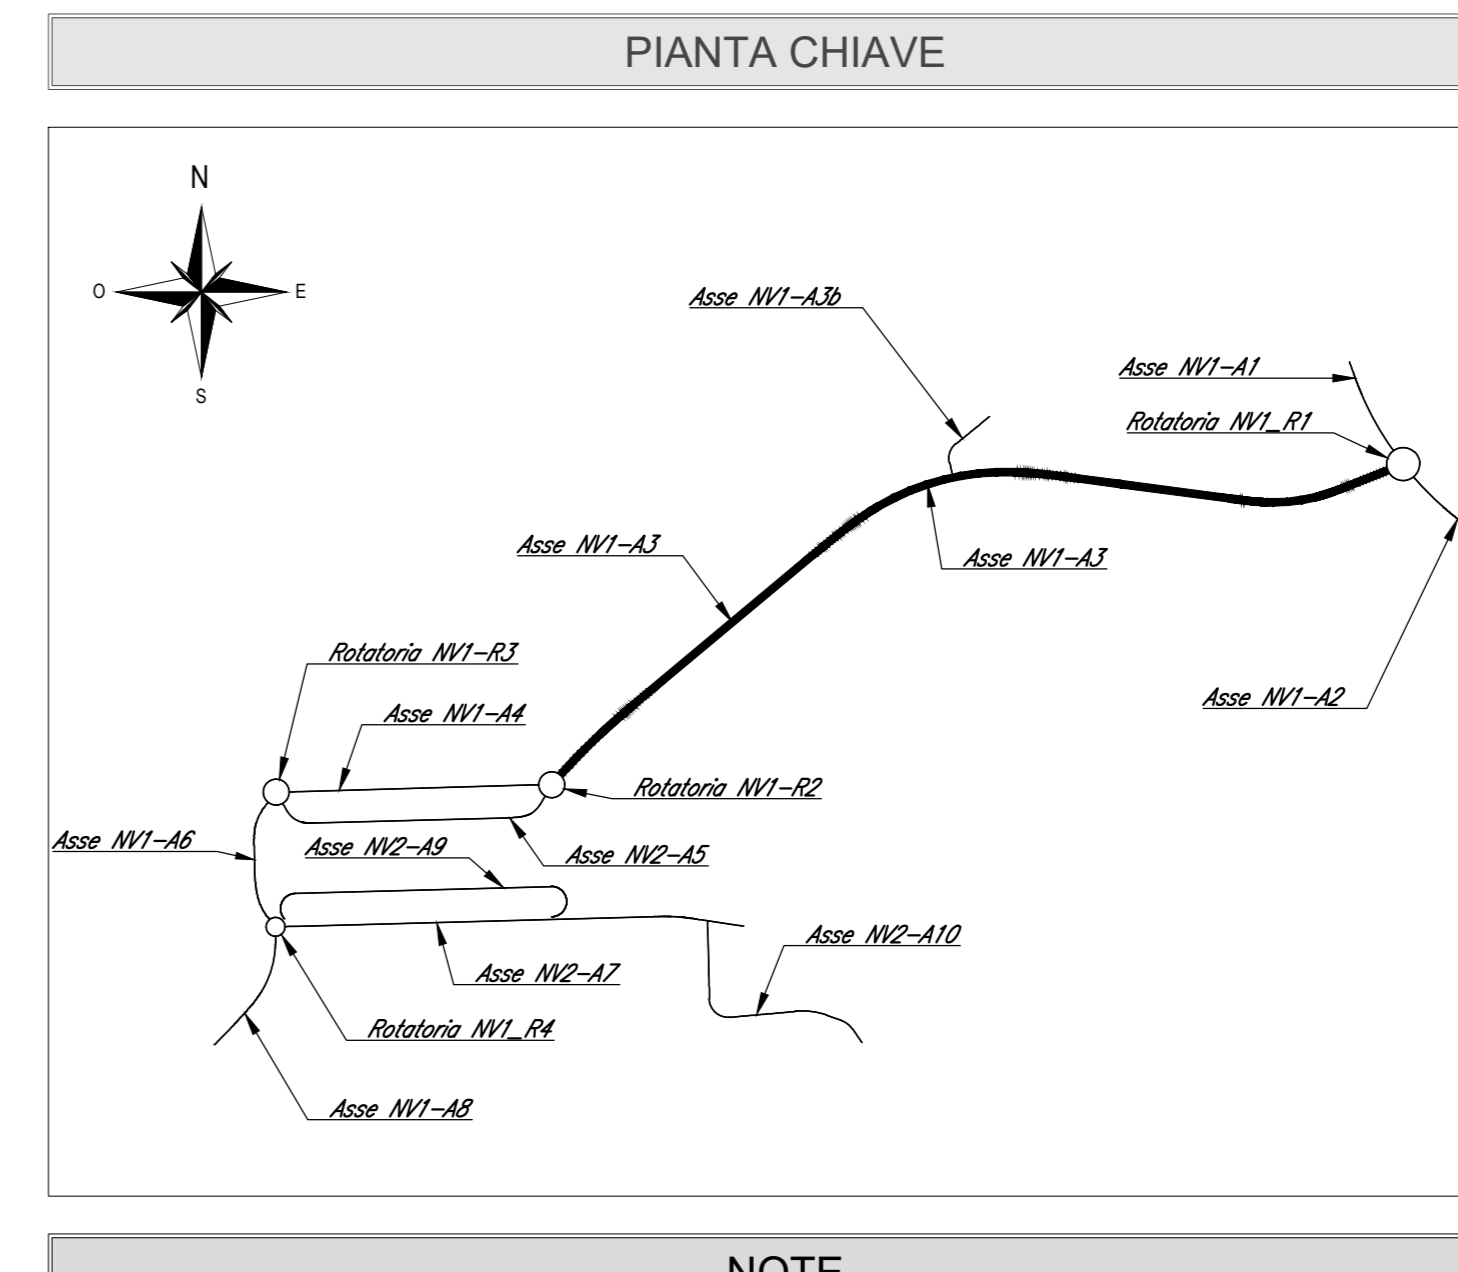 PIANTA CHIAVE
N
O
E
S
Asse NV1-A3b
Asse NV1-A1
Rotatoria NV1_R1
Asse NV1-A3
Asse NV1-A3
Rotatoria NV1-R3
Asse NV1-A2
Asse NV1-A4
Rotatoria NV1-R2
Asse NV1-A6
Asse NV2-A9
Asse NV2-A5
Asse NV2-A10
Asse NV2-A7
Rotatoria NV1_R4
Asse NV1-A8
NOTE